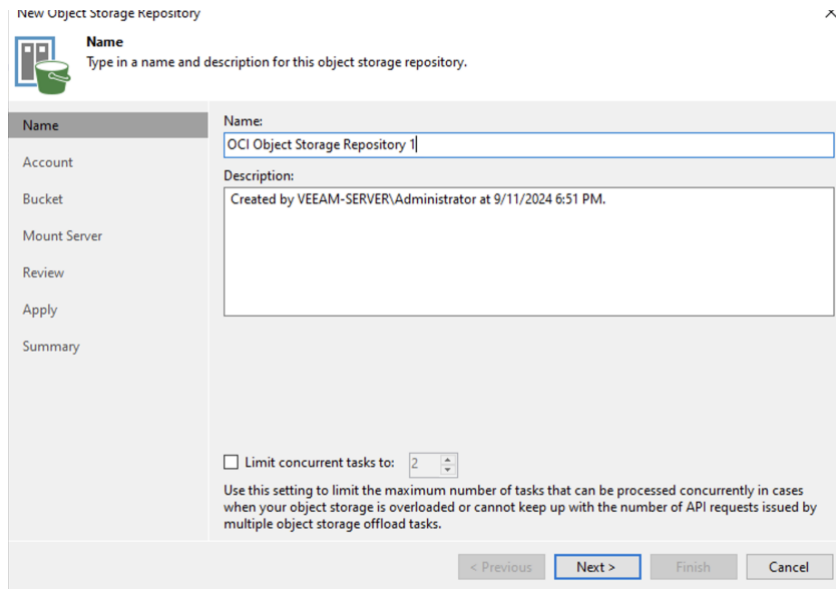 New Object Storage Repository
Name
Type in a name and description for this object storage repository.
Name
Account
Bucket
Mount Server
Review
Apply
Summary
Name:
OCI Object Storage Repository 1
Description:
Created by VEEAM-SERVER\Administrator at 9/11/2024 6:51 PM.
Limit concurrent tasks to: 2
Use this setting to limit the maximum number of tasks that can be processed concurrently in cases
when your object storage is overloaded or cannot keep up with the number of API requests issued by
multiple object storage offload tasks.
< Previous Next > Finish Cancel